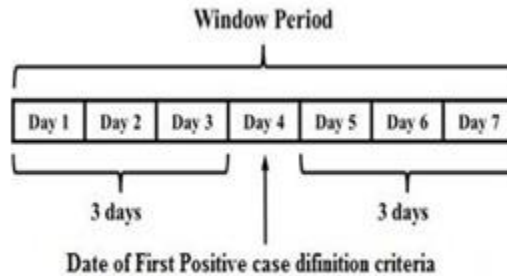 Window Period
Day 1 Day 2 Day 3 Day 4 Day 5 Day 6 Day 7
3 days 3 days
Date of First Positive case difinition criteria